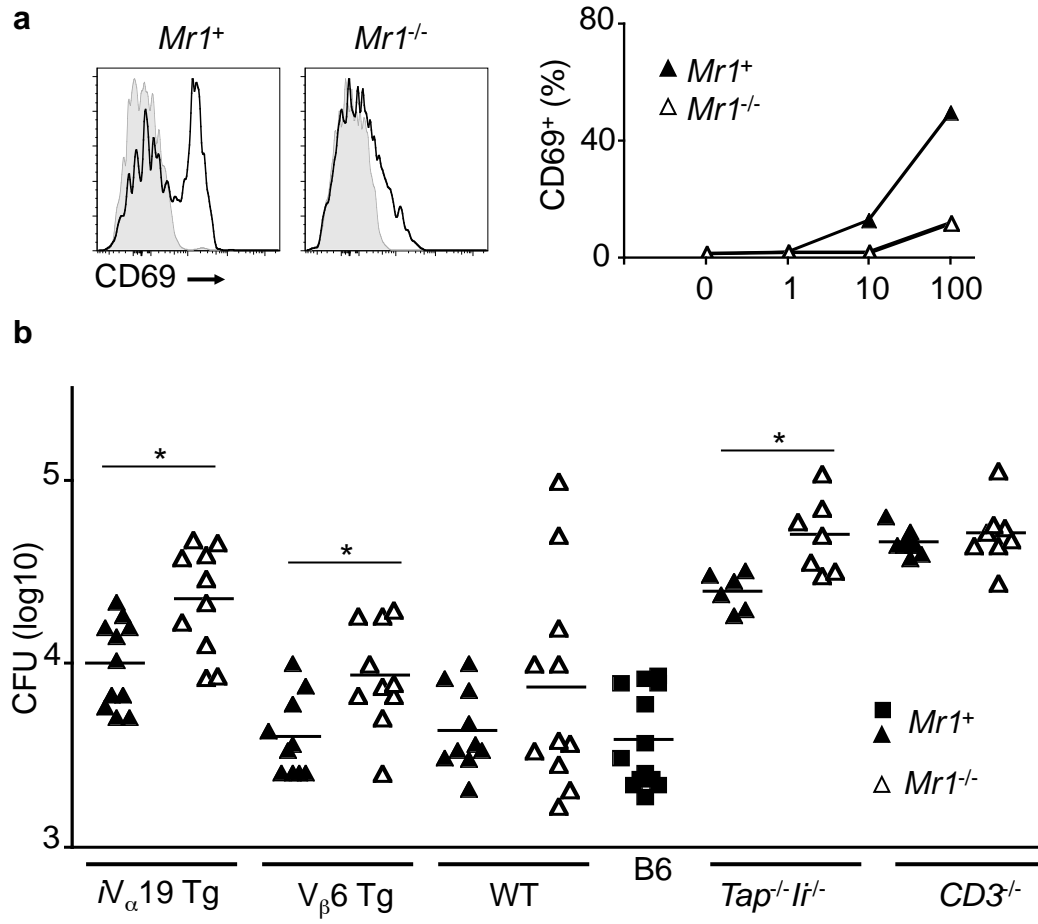 a
Mr1+ Mr1-/-
CD69
CD69+ (%)
80
40
0
0 1 10 100
Mr1+
Mr1-/-
b
CFU (log10)
5
4
3
* * *
Mr1+
Mr1-/-
iVα19 Tg Vβ6 Tg WT B6 Tap-/-Ii-/- CD3-/-